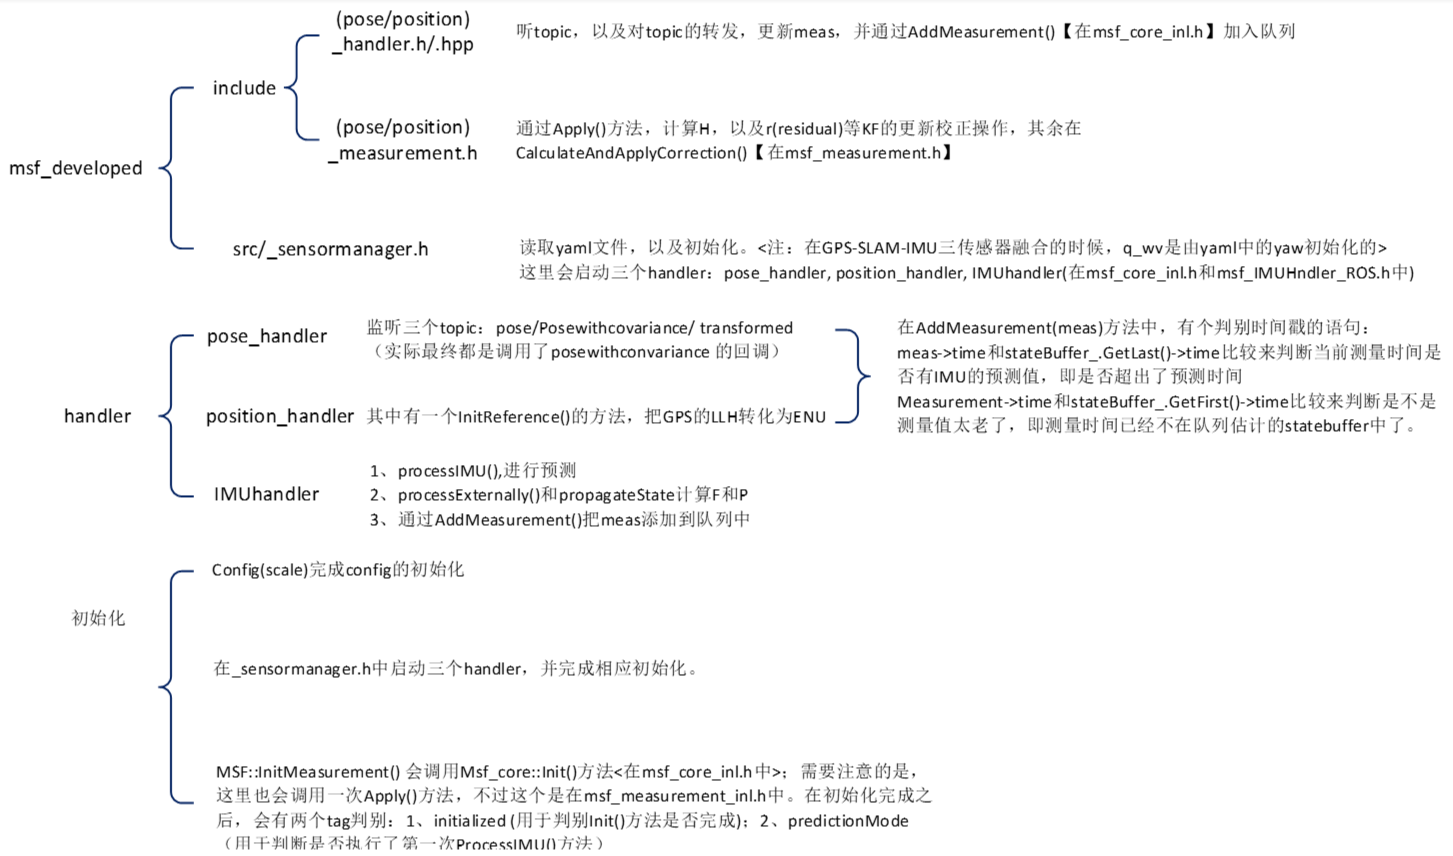 msf_developed
include
(pose/position)
_handler.h/.hpp
听topic，以及对topic的转发，更新meas，并通过AddMeasurement()【在msf_core_inl.h】加入队列
(pose/position)
_measurement.h
通过Apply()方法，计算H，以及r(residual)等KF的更新校正操作，其余在
CalculateAndApplyCorrection()【在msf_measurement.h】
src/_sensormanager.h
读取yaml文件，以及初始化。<注：在GPS-SLAM-IMU三传感器融合的时候，q_wv是由yaml中的yaw初始化的>
这里会启动三个handler：pose_handler, position_handler, IMUhandler(在msf_core_inl.h和msf_IMUHndler_ROS.h中)
handler
pose_handler
监听三个topic：pose/Posewithcovariance/ transformed
（实际最终都是调用了posewithconvariance 的回调）
position_handler
其中有一个InitReference()的方法，把GPS的LLH转化为ENU
在AddMeasurement(meas)方法中，有个判别时间戳的语句：
meas->time和stateBuffer_.GetLast()->time比较来判断当前测量时间是
否有IMU的预测值，即是否超出了预测时间
Measurement->time和stateBuffer_.GetFirst()->time比较来判断是不是
测量值太老了，即测量时间已经不在队列估计的statebuffer中了。
IMUhandler
1、processIMU(),进行预测
2、processExternally()和propagateState计算F和P
3、通过AddMeasurement()把meas添加到队列中
初始化
Config(scale)完成config的初始化
在_sensormanager.h中启动三个handler，并完成相应初始化。
MSF::InitMeasurement() 会调用Msf_core::Init()方法<在msf_core_inl.h中>；需要注意的是，
这里也会调用一次Apply()方法，不过这个是在msf_measurement_inl.h中。在初始化完成之
后，会有两个tag判别：1、initialized (用于判别Init()方法是否完成)；2、predictionMode
（用于判断是否执行了第一次ProcessIMU()方法）